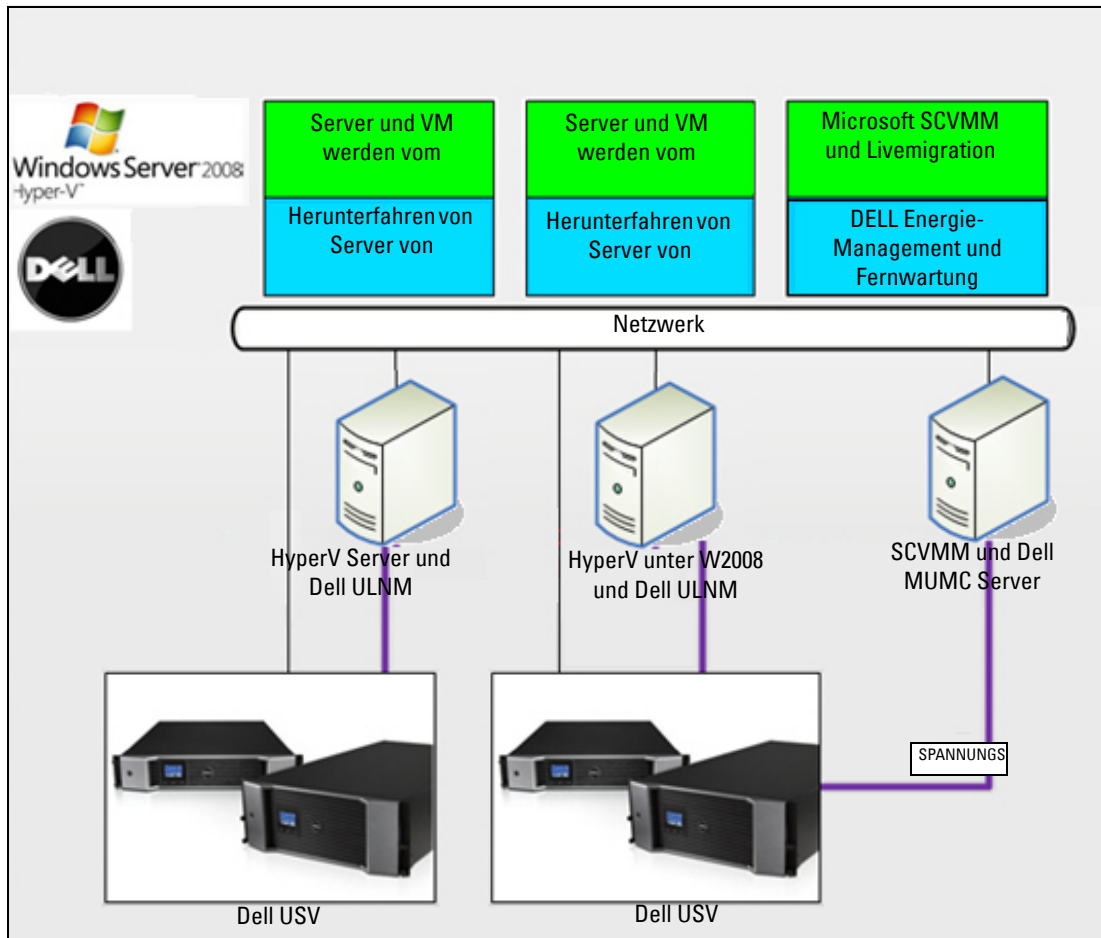 Windows Server 2008
Hyper-V
DELL
Server und VM
werden vom
Herunterfahren von
Server von
Server und VM
werden vom
Herunterfahren von
Server von
Microsoft SCVMM
und Livemigration
DELL Energie-
Management und
Fernwartung
Netzwerk
HyperV Server und
Dell ULNM
HyperV unter W2008
und Dell ULNM
SCVMM und Dell
MUMC Server
SPANNUNGS
Dell USV
Dell USV